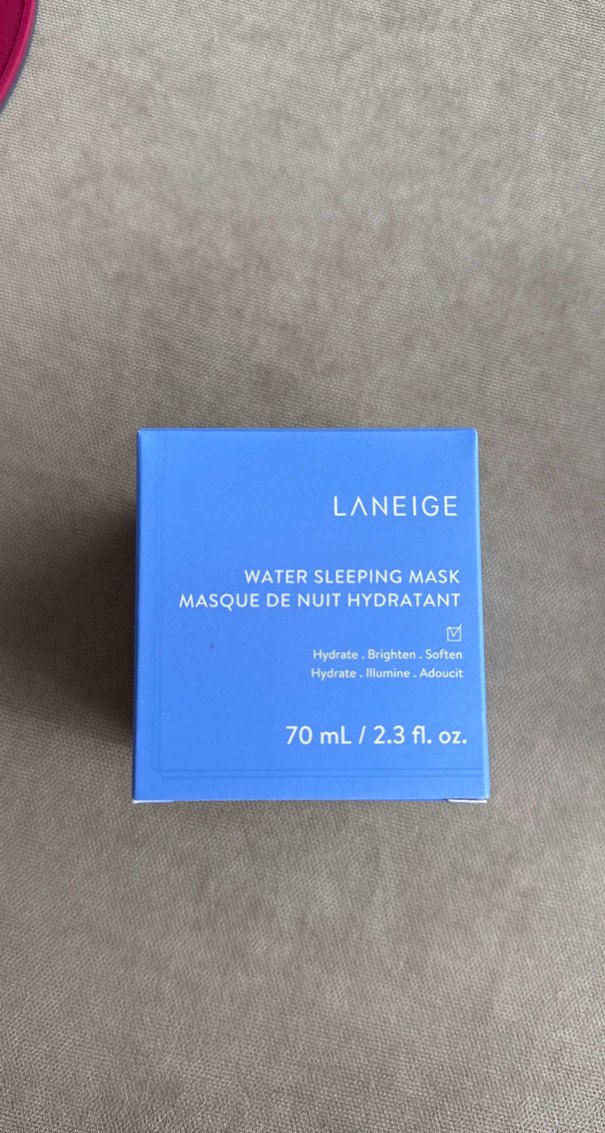 LANEIGE
WATER SLEEPING MASK
MASQUE DE NUIT HYDRATANT
Hydrate . Brighten . Soften
Hydrate . Illumine . Adoucit
70 mL / 2.3 fl. oz.